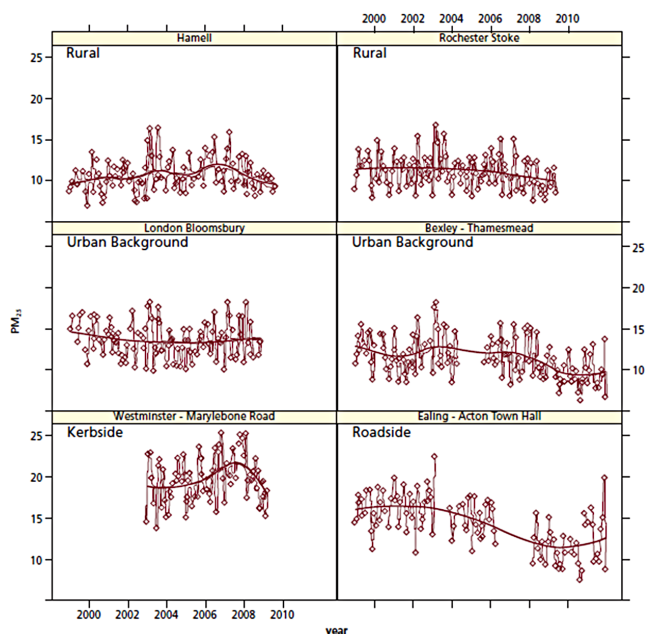 2000 2002 2004 2006 2008 2010
Hamell
Rochester Stoke
Rural
Rural
25
20
15
10
London Bloomsbury
Bexley - Thamesmead
Urban Background
Urban Background
25
20
15
10
PM25
Westminster - Marylebone Road
Ealing - Acton Town Hall
Kerbside
Roadside
25
20
15
10
2000 2002 2004 2006 2008 2010
year